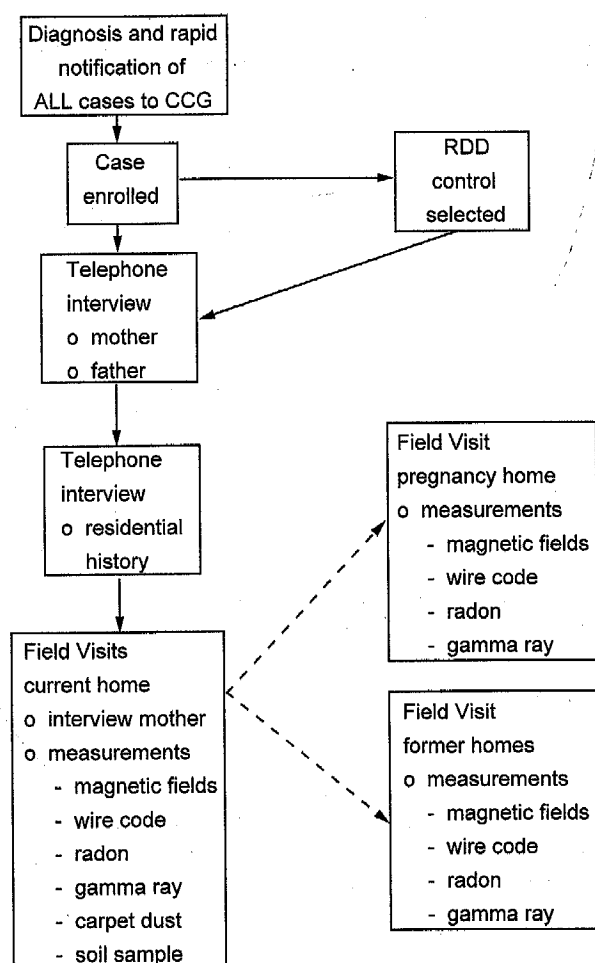 Diagnosis and rapid
notification of
ALL cases to CCG
Case
enrolled
RDD
control
selected
Telephone
interview
o mother
o father
Telephone
interview
o residential
history
Field Visits
current home
o interview mother
o measurements
- magnetic fields
- wire code
- radon
- gamma ray
- carpet dust
- soil sample
Field Visit
pregnancy home
o measurements
- magnetic fields
- wire code
- radon
- gamma ray
Field Visit
former homes
o measurements
- magnetic fields
- wire code
- radon
- gamma ray